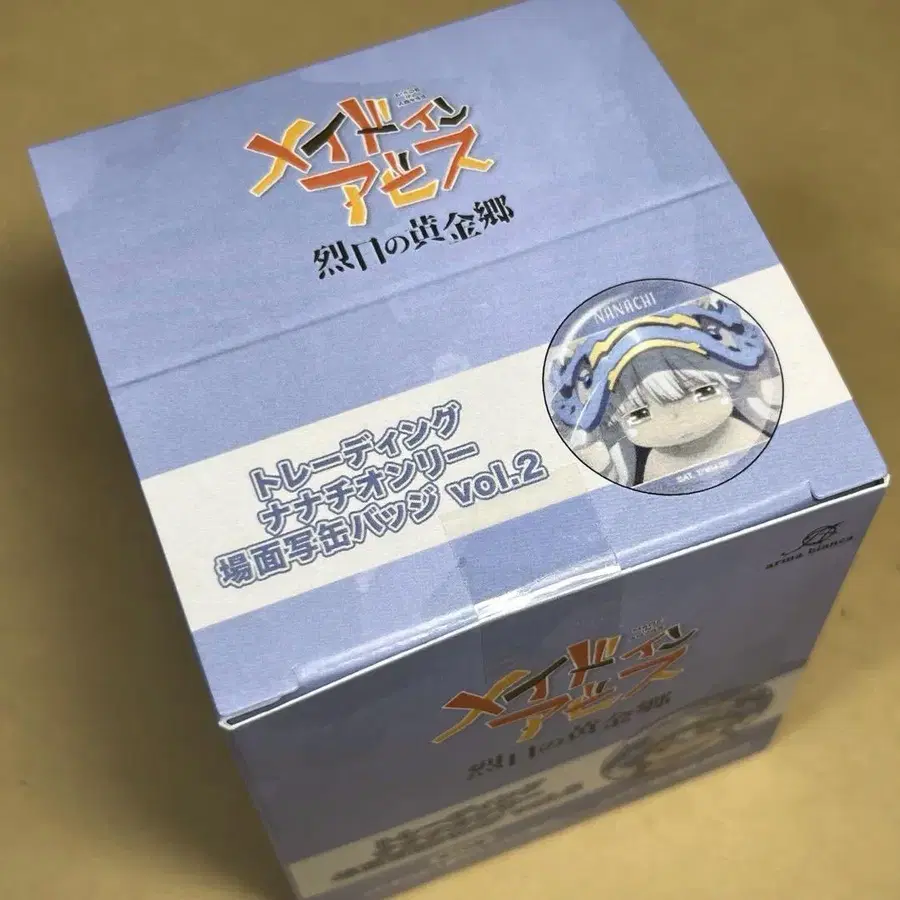 メイドイン
アビス
烈日の黄金郷
NANACHI
トレーディング
ナナチオンリー
場面写缶バッジ vol.2
arma bianca
メイドイン
アビス
烈日の黄金郷